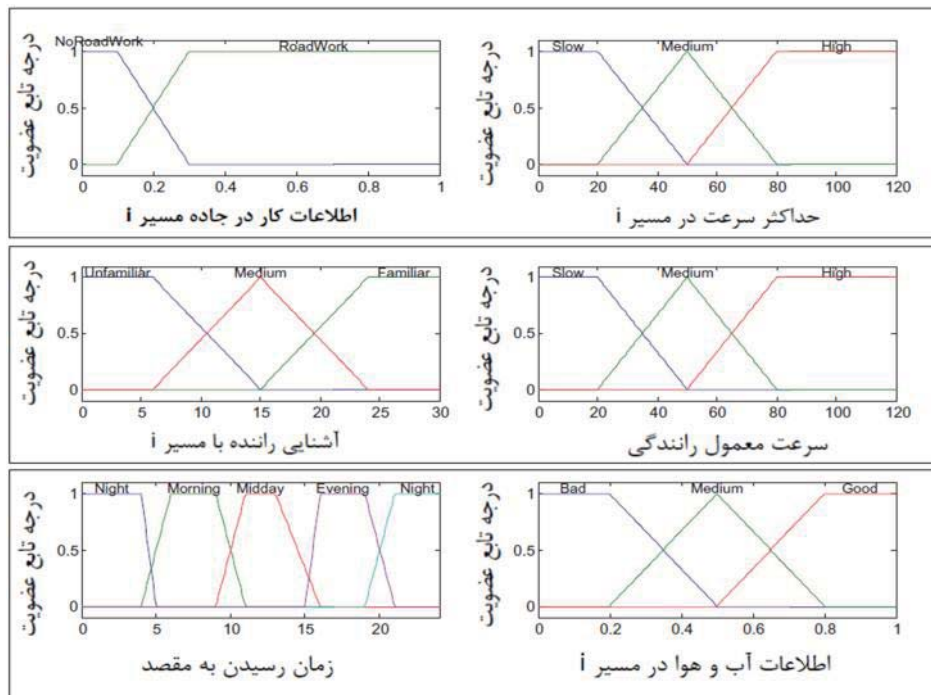 NoRoadWork RoadWork
درجه تابع عضویت
1
0.5
0
0 0.2 0.4 0.6 0.8 1
اطلاعات کار در جاده مسیر i
Slow Medium High
درجه تابع عضویت
1
0.5
0
0 20 40 60 80 100 120
حداکثر سرعت در مسیر i
Unfamiliar Medium Familiar
درجه تابع عضویت
1
0.5
0
0 5 10 15 20 25 30
آشنایی راننده با مسیر i
Slow Medium High
درجه تابع عضویت
1
0.5
0
0 20 40 60 80 100 120
سرعت معمول رانندگی
Night Morning Midday Evening Night
درجه تابع عضویت
1
0.5
0
0 5 10 15 20
زمان رسیدن به مقصد
Bad Medium Good
درجه تابع عضویت
1
0.5
0
0 0.2 0.4 0.6 0.8 1
اطلاعات آب و هوا در مسیر i